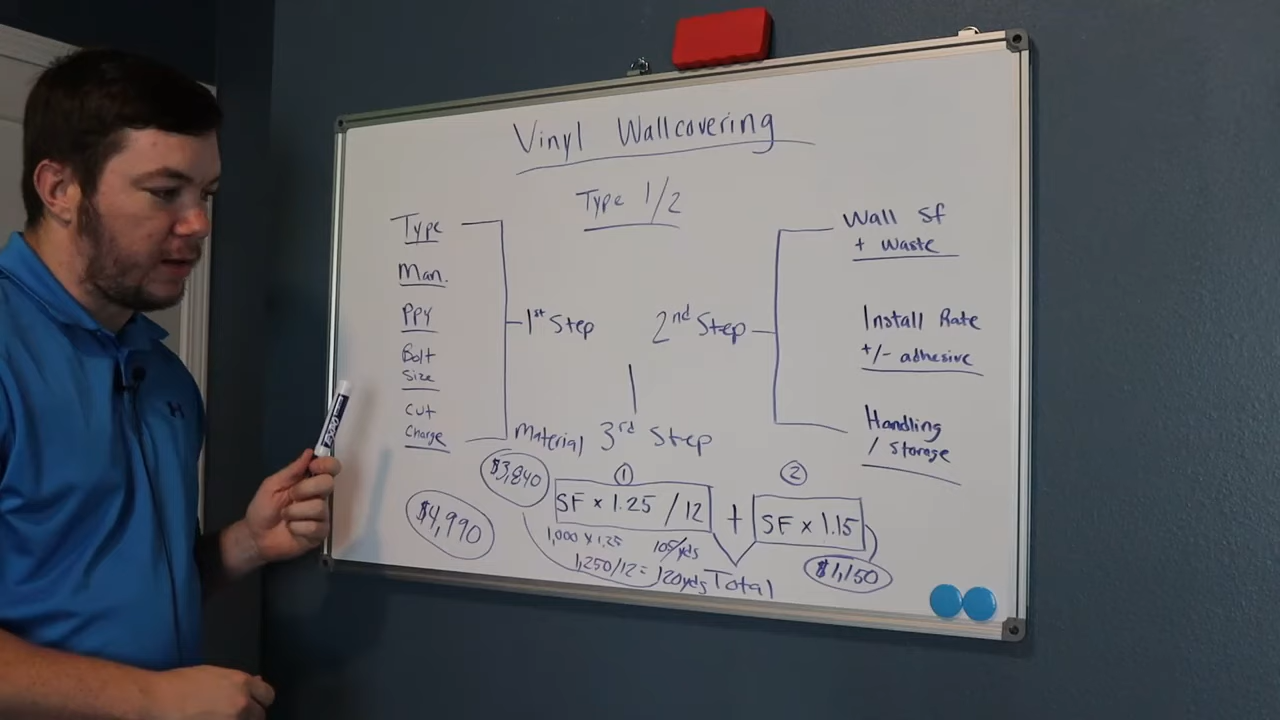 Vinyl Wallcovering
Type 1/2
Type
Man.
PPY
Bolt
Size
Cut
Charge
1st Step
2nd Step
Wall Sf
+ Waste
Install Rate
+/- adhesive
Handling
/ Storage
Material
3rd Step
$3,840
$4,990
1
SF x 1.25 / 12
+
2
SF x 1.15
1,000 x 1.25
105/yds
1,250/12 = 120yds
Total
$1,150
EXPO